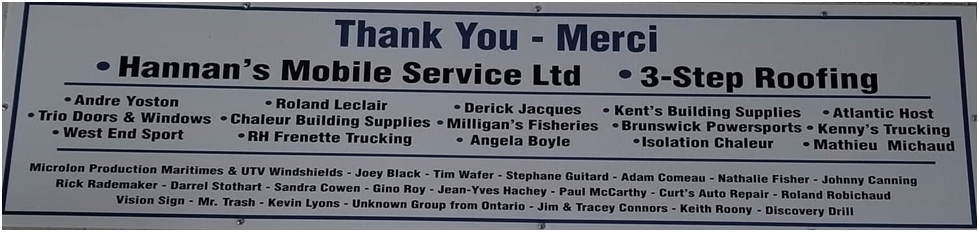 Thank You - Merci
• Hannan's Mobile Service Ltd • 3-Step Roofing
• Andre Yoston • Roland Leclair • Derick Jacques • Kent's Building Supplies • Atlantic Host
• Trio Doors & Windows • Chaleur Building Supplies • Milligan's Fisheries • Brunswick Powersports • Kenny's Trucking
• West End Sport • RH Frenette Trucking • Angela Boyle • Isolation Chaleur • Mathieu Michaud
Microlon Production Maritimes & UTV Windshields - Joey Black - Tim Wafer - Stephane Guitard - Adam Comeau - Nathalie Fisher - Johnny Canning
Rick Rademaker - Darrel Stothart - Sandra Cowen - Gino Roy - Jean-Yves Hachey - Paul McCarthy - Curt's Auto Repair - Roland Robichaud
Vision Sign - Mr. Trash - Kevin Lyons - Unknown Group from Ontario - Jim & Tracey Connors - Keith Roony - Discovery Drill